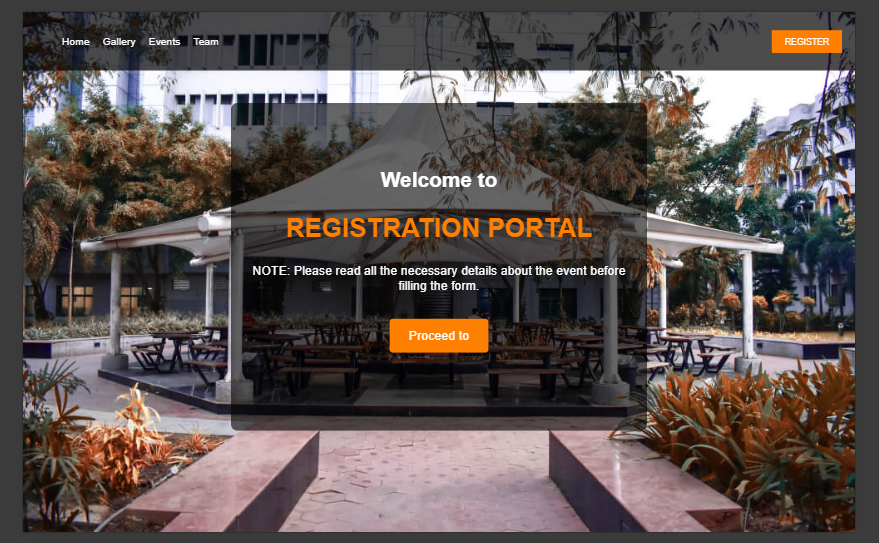 Home Gallery Events Team REGISTER
Welcome to
REGISTRATION PORTAL
NOTE: Please read all the necessary details about the event before
filling the form.
Proceed to